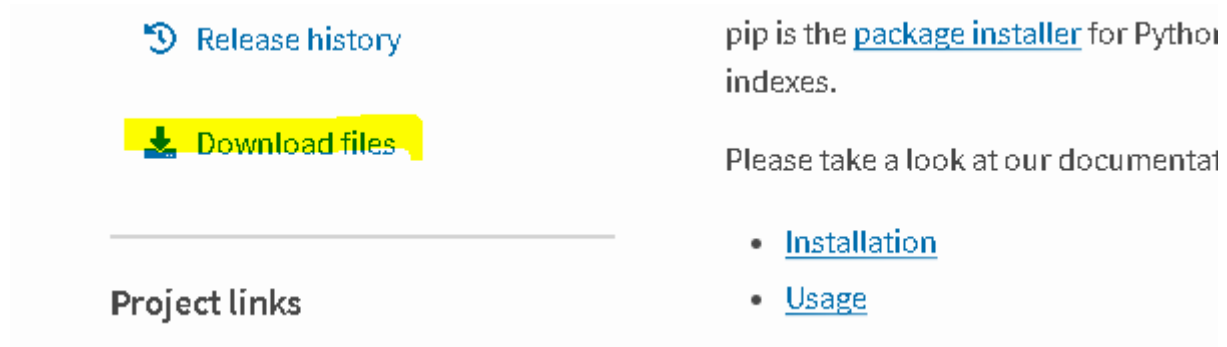 Release history
Download files
Project links
pip is the package installer for Python
indexes.
Please take a look at our documentat
• Installation
• Usage